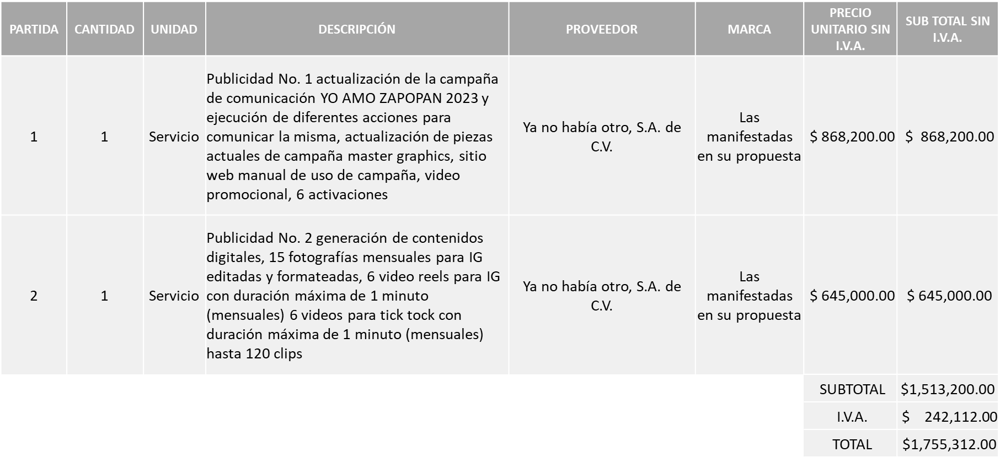 PARTIDA CANTIDAD UNIDAD DESCRIPCIÓN PROVEEDOR MARCA PRECIO UNITARIO SIN I.V.A. SUB TOTAL SIN I.V.A.
1
1
Servicio
Publicidad No. 1 actualización de la campaña
de comunicación YO AMO ZAPOPAN 2023 y
ejecución de diferentes acciones para
comunicar la misma, actualización de piezas
actuales de campaña master graphics, sitio
web manual de uso de campaña, video
promocional, 6 activaciones
Ya no había otro, S.A. de
C.V.
Las
manifestadas
en su propuesta
$ 868,200.00
$ 868,200.00
2
1
Servicio
Publicidad No. 2 generación de contenidos
digitales, 15 fotografías mensuales para IG
editadas y formateadas, 6 video reels para IG
con duración máxima de 1 minuto
(mensuales) 6 videos para tick tock con
duración máxima de 1 minuto (mensuales)
hasta 120 clips
Ya no había otro, S.A. de
C.V.
Las
manifestadas
en su propuesta
$ 645,000.00
$ 645,000.00
SUBTOTAL $1,513,200.00
I.V.A. $ 242,112.00
TOTAL $1,755,312.00